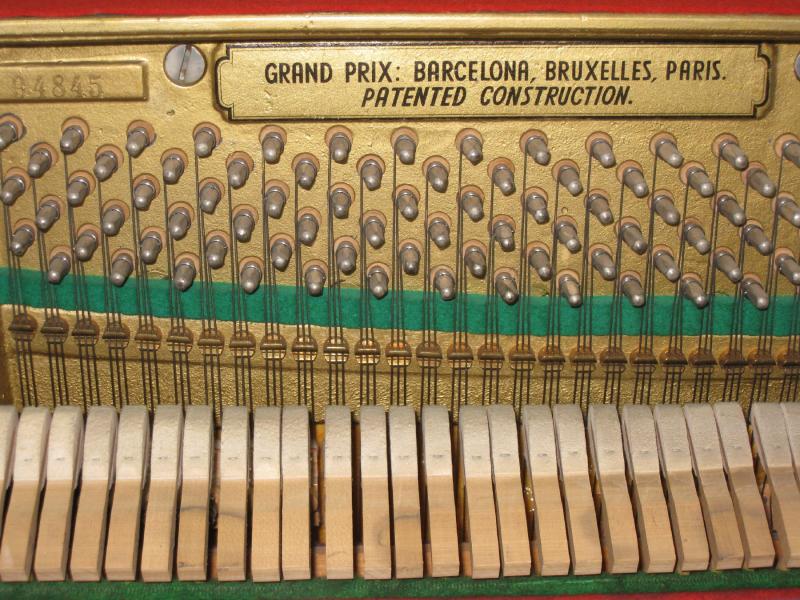 94845
GRAND PRIX: BARCELONA, BRUXELLES, PARIS.
PATENTED CONSTRUCTION.